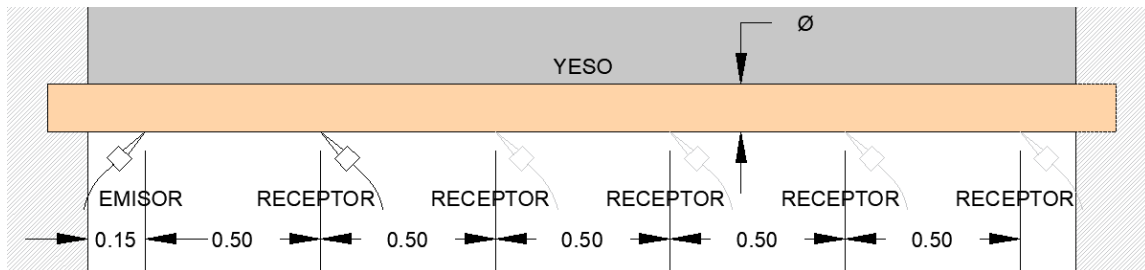 Ø
YESO
EMISOR RECEPTOR RECEPTOR RECEPTOR RECEPTOR RECEPTOR
0.15 0.50 0.50 0.50 0.50 0.50